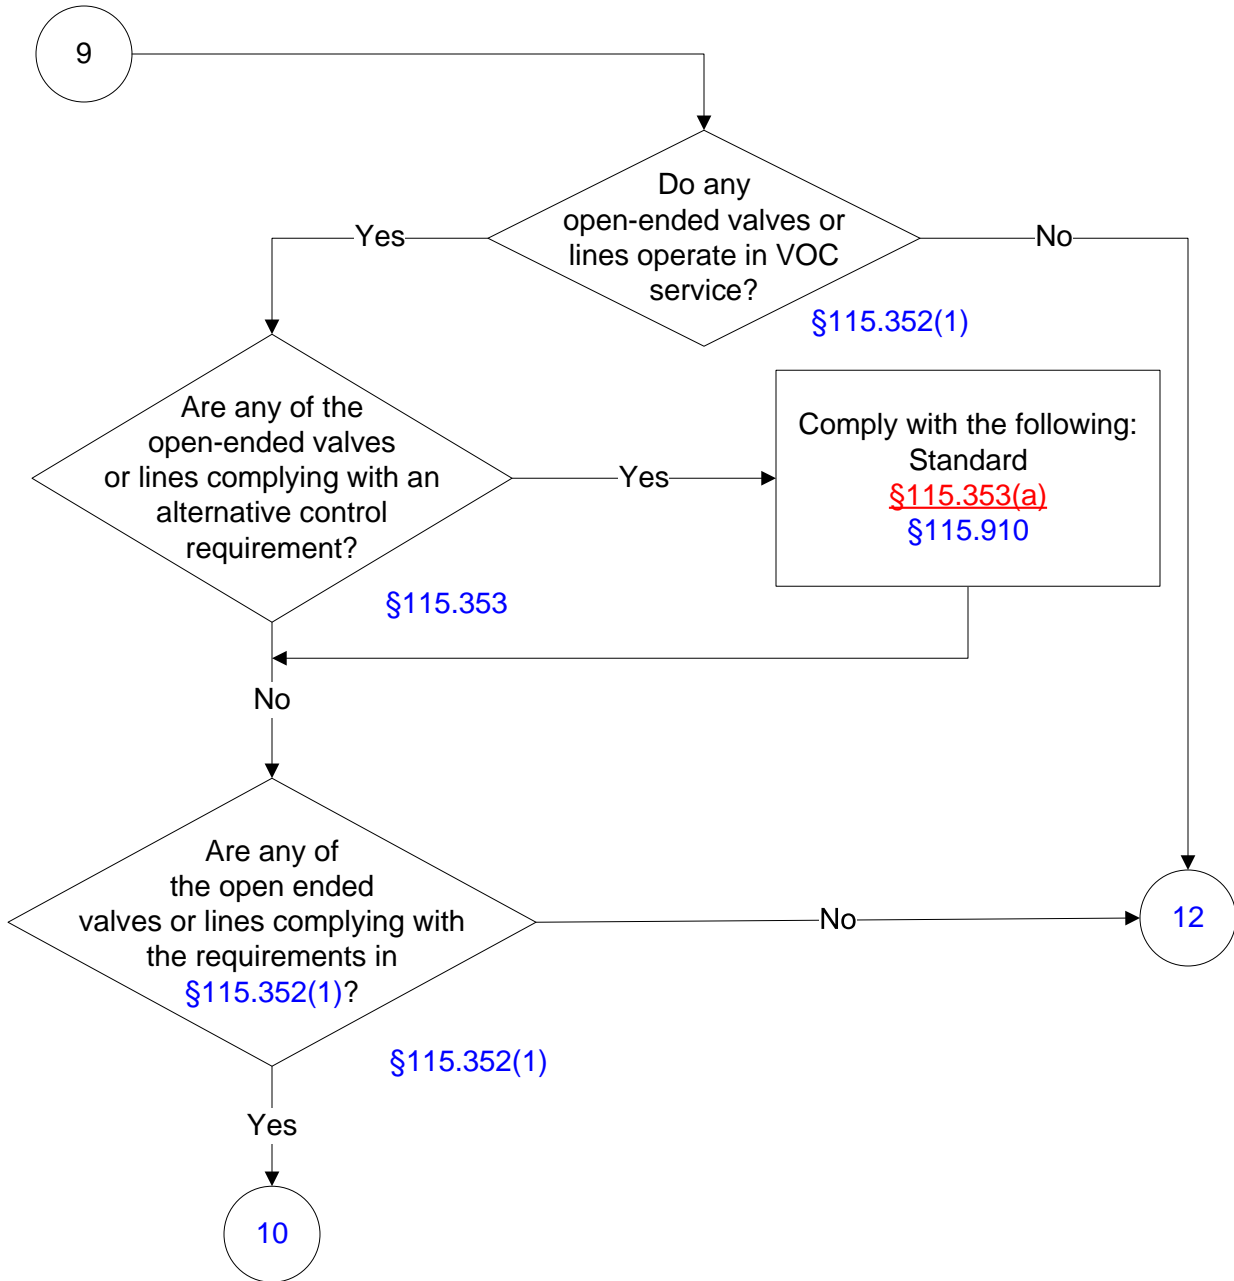 9
Do any
open-ended valves or
lines operate in VOC
service?
Yes
No
§115.352(1)
Are any of the
open-ended valves
or lines complying with an
alternative control
requirement?
Yes
Comply with the following:
Standard
§115.353(a)
§115.910
§115.353
No
Are any of
the open ended
valves or lines complying with
the requirements in
§115.352(1)?
No
12
§115.352(1)
Yes
10